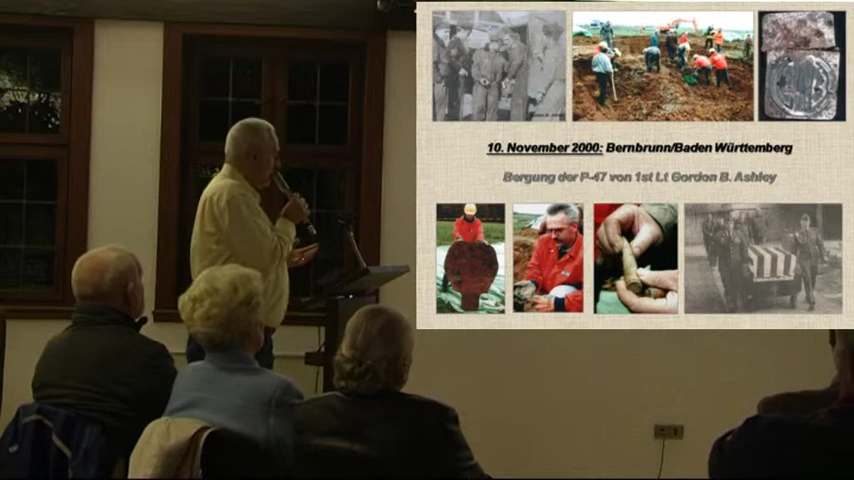 10. November 2000: Bernbrunn/Baden Württemberg
Bergung der P-47 von 1st Lt Gordon B. Ashley